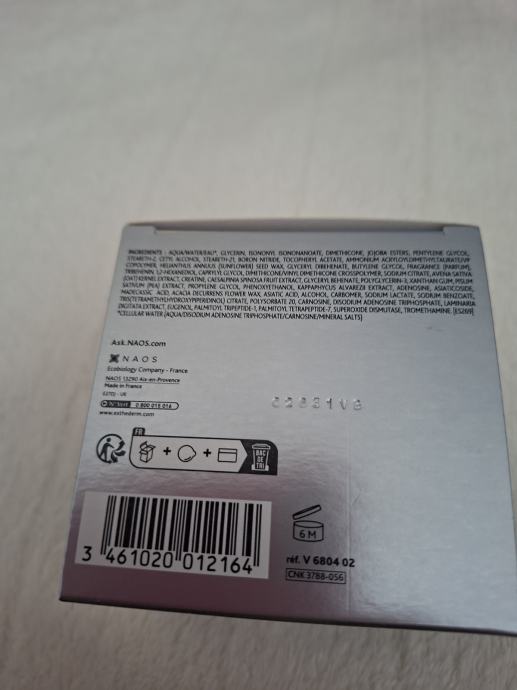 INGREDIENTS : AQUA/WATER/EAU*, GLYCERIN, ISONONYL ISONONANOATE, DIMETHICONE, JOJOBA ESTERS, PENTYLENE GLYCOL,
STEARETH-2, CETYL ALCOHOL, STEARETH-21, BORON NITRIDE, TOCOPHERYL ACETATE, AMMONIUM ACRYLOYLDIMETHYLTAURATE/VP
COPOLYMER, HELIANTHUS ANNUUS (SUNFLOWER) SEED WAX, GLYCERYL DIBEHENATE, BUTYLENE GLYCOL, FRAGRANCE (PARFUM),
TRIBEHENIN, 1,2-HEXANEDIOL, CAPRYLYL GLYCOL, DIMETHICONE/VINYL DIMETHICONE CROSSPOLYMER, SODIUM CITRATE, AVENA SATIVA
(OAT) KERNEL EXTRACT, CREATINE, CAESALPINIA SPINOSA FRUIT EXTRACT, GLYCERYL BEHENATE, POLYGLYCERIN-3, XANTHAN GUM, PISUM
SATIVUM (PEA) EXTRACT, PROPYLENE GLYCOL, PHENOXYETHANOL, KAPPAPHYCUS ALVAREZII EXTRACT, ADENOSINE, ASIATICOSIDE,
MADECASSIC ACID, ACACIA DECURRENS FLOWER WAX, ASIATIC ACID, ALCOHOL, CARBOMER, SODIUM LACTATE, SODIUM BENZOATE,
TRIS(TETRAMETHYLHYDROXYPIPERIDINOL) CITRATE, POLYSORBATE 20, CARNOSINE, DISODIUM ADENOSINE TRIPHOSPHATE, LAMINARIA
DIGITATA EXTRACT, EUGENOL, PALMITOYL TRIPEPTIDE-1, PALMITOYL TETRAPEPTIDE-7, SUPEROXIDE DISMUTASE, TROMETHAMINE. [ES269]
*CELLULAR WATER (AQUA/DISODIUM ADENOSINE TRIPHOSPHATE/CARNOSINE/MINERAL SALTS)
Ask.NAOS.com
NAOS
Ecobiology Company - France
NAOS 13290 Aix-en-Provence
Made in France
0 800 015 016
www.esthederm.com
FR
+ +
BAC
DE
TRI
3 461020 012164
6 M
réf. V 6804 02
CNK 3788-056